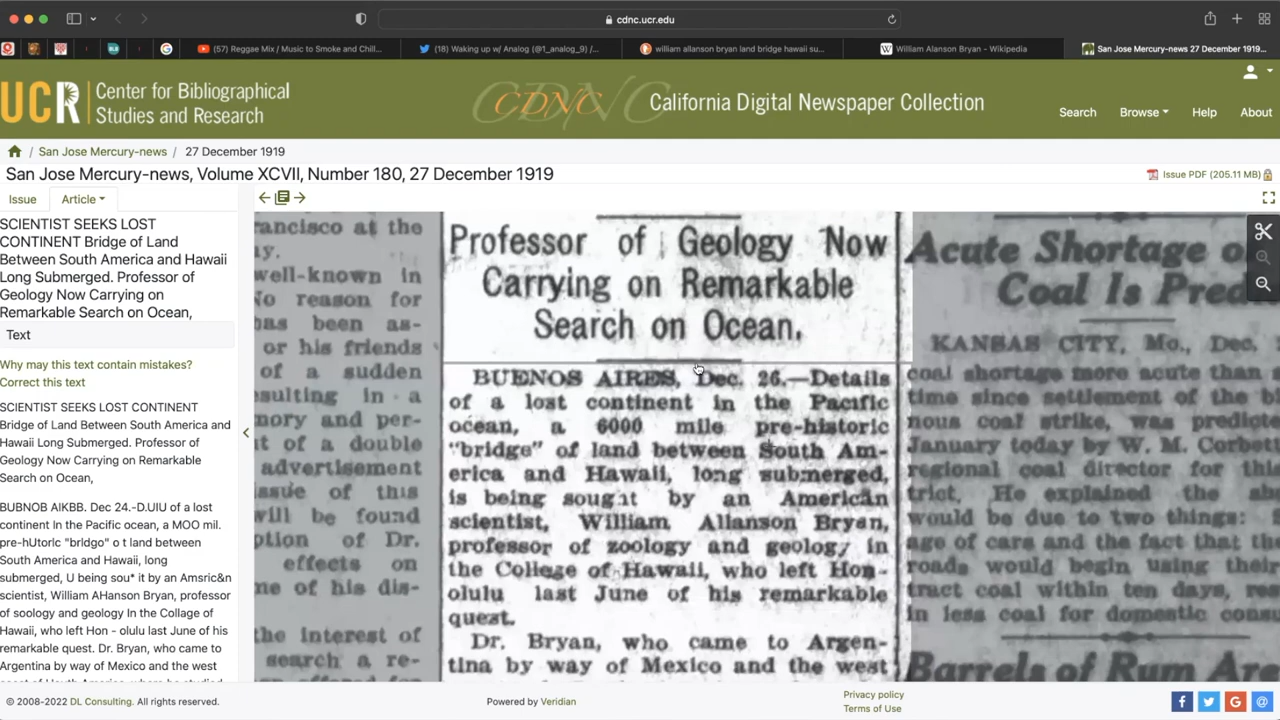 cdnc.ucr.edu
(57) Reggae Mix / Music to Smoke and Chill...
(18) Waking up w/ Analog (@1_analog_9) /...
william allanson bryan land bridge hawaii su...
W William Alanson Bryan - Wikipedia
San Jose Mercury-news 27 December 1919...
UCR Center for Bibliographical
Studies and Research
CDNC California Digital Newspaper Collection
Search Browse Help About
/ San Jose Mercury-news / 27 December 1919
San Jose Mercury-news, Volume XCVII, Number 180, 27 December 1919
Issue PDF (205.11 MB)
Issue Article
SCIENTIST SEEKS LOST
CONTINENT Bridge of Land
Between South America and Hawaii
Long Submerged. Professor of
Geology Now Carrying on
Remarkable Search on Ocean,
Text
Why may this text contain mistakes?
Correct this text
SCIENTIST SEEKS LOST CONTINENT
Bridge of Land Between South America and
Hawaii Long Submerged. Professor of
Geology Now Carrying on Remarkable
Search on Ocean,
BUBNOB AlKBB. Dec 24.-D.UIU of a lost
continent In the Pacific ocean, a MOO mil.
pre-hUtorlc "brldgo" o t land between
South America and Hawaii, long
submerged, U being sou* it by an Amsric&n
scientist, William AHanson Bryan, professor
of soology and geology In the Collage of
Hawaii, who left Hon - olulu last June of his
remarkable quest. Dr. Bryan, who came to
Argentina by way of Mexico and the west
rancisco at the
ay.
well-known in
No reason for
has been as-
or his friends
of a sudden
sulting in a
mory and per-
t of a double
advertisement
issue of this
will be found
ption of Dr.
effects on
me of his dis-
the interest of
search a re-
Professor of Geology Now
Carrying on Remarkable
Search on Ocean.
BUENOS AIRES, Dec. 26.—Details
of a lost continent in the Pacific
ocean, a 6000 mile pre-historic
"bridge" of land between South Am-
erica and Hawaii, long submerged,
is being sought by an American
scientist, William Allanson Bryan,
professor of zoology and geology in
the College of Hawaii, who left Hon-
olulu last June of his remarkable
quest.
Dr. Bryan, who came to Argen-
tina by way of Mexico and the west
Acute Shortage o
Coal Is Pred
KANSAS CITY, Mo., Dec.
coal shortage more acute than
time since settlement of the b
nous coal strike, was predicte
January today by W. M. Corbett
regional coal director for thi
trict. He explained the
would be due to two things:
age of cars and the fact that th
roads would begin using their
tract coal within ten days, res
in less coal for domestic cons
Barrels of Rum Ar
© 2008-2022 DL Consulting. All rights reserved.
Powered by Veridian
Privacy policy
Terms of Use